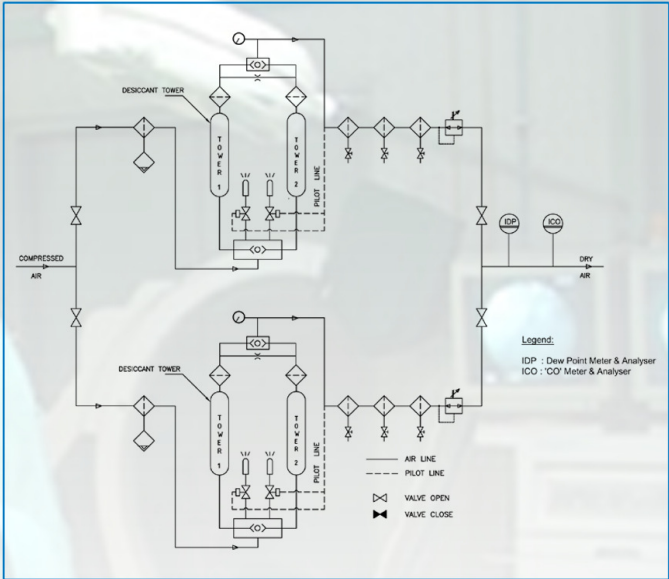 DESICCANT TOWER
TOWER 1
TOWER 2
PILOT LINE
COMPRESSED
AIR
IDP
ICO
DRY
AIR
Legend:
IDP : Dew Point Meter & Analyser
ICO : 'CO' Meter & Analyser
DESICCANT TOWER
TOWER 1
TOWER 2
PILOT LINE
AIR LINE
PILOT LINE
VALVE OPEN
VALVE CLOSE